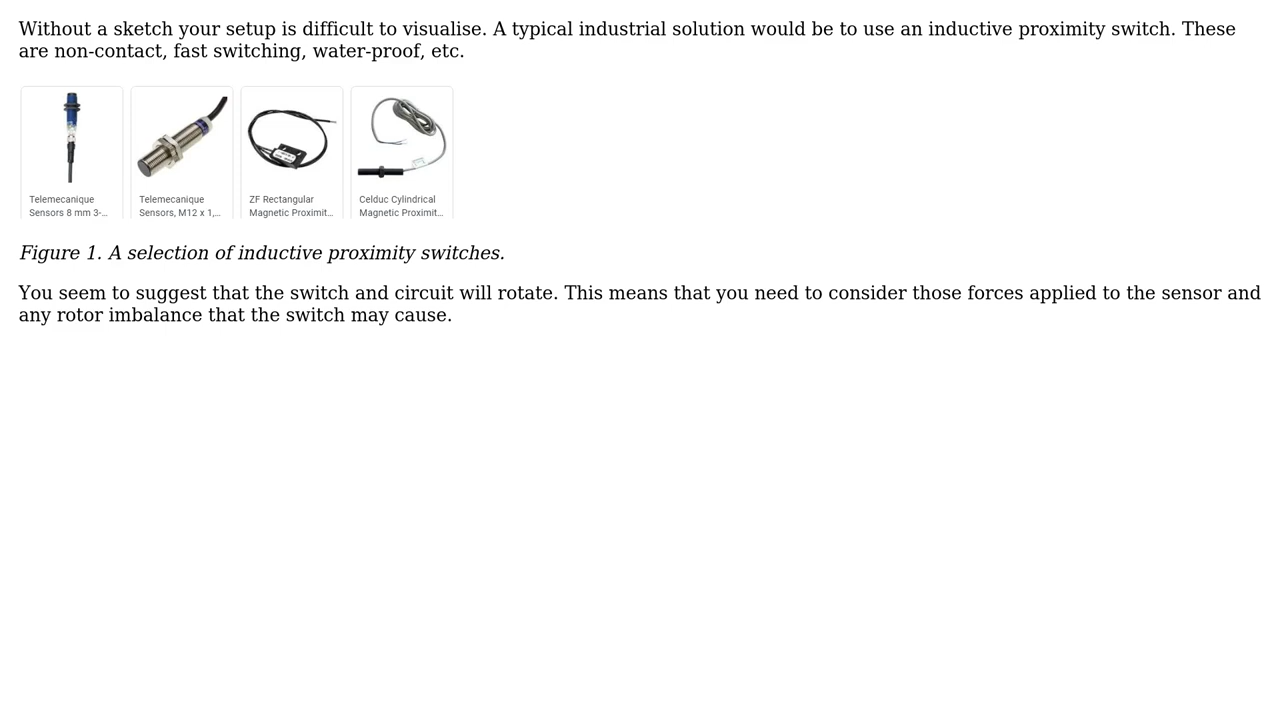 Without a sketch your setup is difficult to visualise. A typical industrial solution would be to use an inductive proximity switch. These
are non-contact, fast switching, water-proof, etc.
Telemecanique
Sensors 8 mm 3-...
Telemecanique
Sensors, M12 x 1,...
ZF Rectangular
Magnetic Proximit...
Celduc Cylindrical
Magnetic Proximit...
Figure 1. A selection of inductive proximity switches.
You seem to suggest that the switch and circuit will rotate. This means that you need to consider those forces applied to the sensor and
any rotor imbalance that the switch may cause.